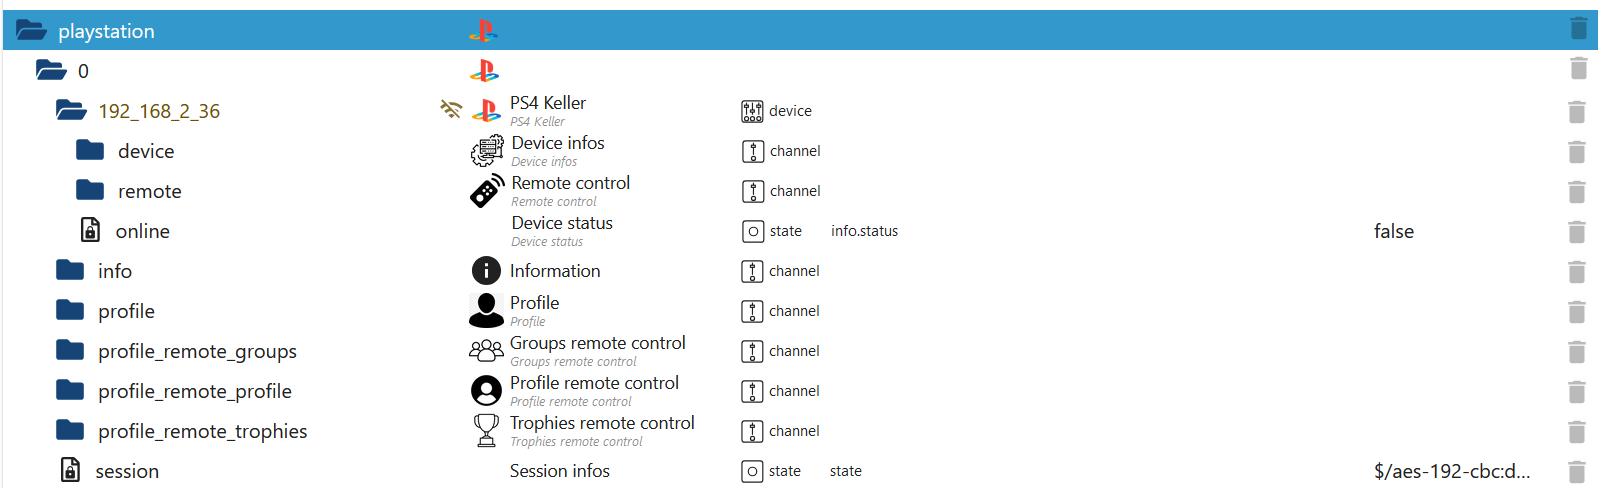 playstation
0
192_168_2_36 PS4 Keller device
PS4 Keller
device Device infos channel
Device infos
remote Remote control channel
Remote control
online Device status state info.status false
Device status
info Information channel
profile Profile channel
Profile
profile_remote_groups Groups remote control channel
Groups remote control
profile_remote_profile Profile remote control channel
Profile remote control
profile_remote_trophies Trophies remote control channel
Trophies remote control
session Session infos state state $/aes-192-cbc:d...